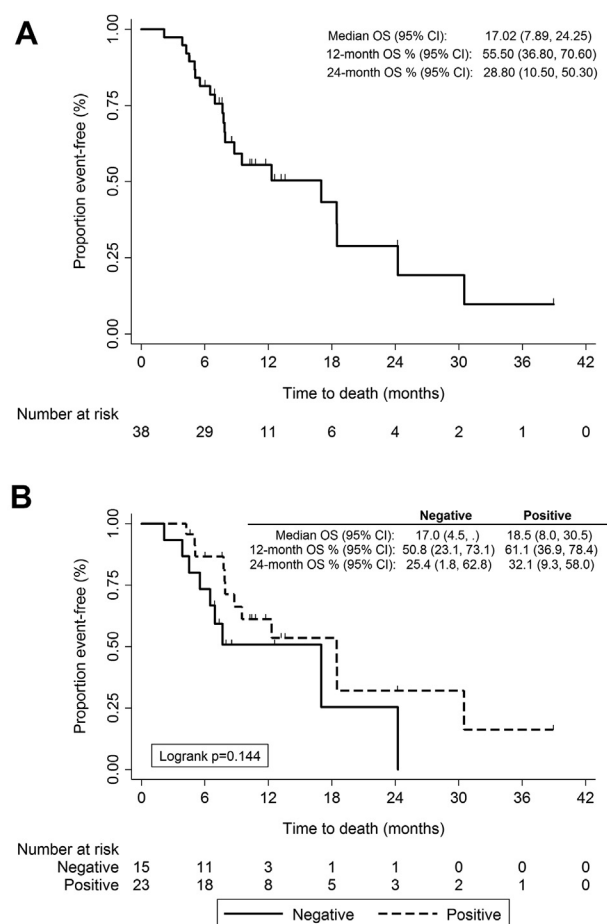 A
Median OS (95% CI): 17.02 (7.89, 24.25)
12-month OS % (95% CI): 55.50 (36.80, 70.60)
24-month OS % (95% CI): 28.80 (10.50, 50.30)
Proportion event-free (%)
1.00
0.75
0.50
0.25
0.00
0 6 12 18 24 30 36 42
Time to death (months)
Number at risk
38 29 11 6 4 2 1 0
B
Negative Positive
Median OS (95% CI): 17.0 (4.5, .) 18.5 (8.0, 30.5)
12-month OS % (95% CI): 50.8 (23.1, 73.1) 61.1 (36.9, 78.4)
24-month OS % (95% CI): 25.4 (1.8, 62.8) 32.1 (9.3, 58.0)
Proportion event-free (%)
1.00
0.75
0.50
0.25
0.00
Logrank p=0.144
0 6 12 18 24 30 36 42
Time to death (months)
Number at risk
Negative 15 11 3 1 1 0 0 0
Positive 23 18 8 5 3 2 1 0
Negative Positive